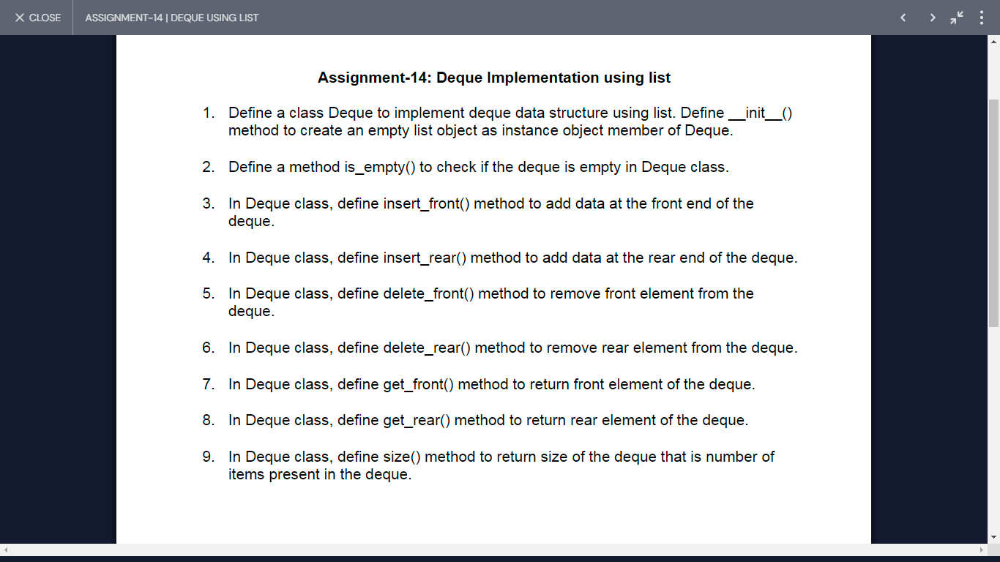 CLOSE
ASSIGNMENT-14 | DEQUE USING LIST
Assignment-14: Deque Implementation using list
1. Define a class Deque to implement deque data structure using list. Define __init__()
method to create an empty list object as instance object member of Deque.
2. Define a method is_empty() to check if the deque is empty in Deque class.
3. In Deque class, define insert_front() method to add data at the front end of the
deque.
4. In Deque class, define insert_rear() method to add data at the rear end of the deque.
5. In Deque class, define delete_front() method to remove front element from the
deque.
6. In Deque class, define delete_rear() method to remove rear element from the deque.
7. In Deque class, define get_front() method to return front element of the deque.
8. In Deque class, define get_rear() method to return rear element of the deque.
9. In Deque class, define size() method to return size of the deque that is number of
items present in the deque.